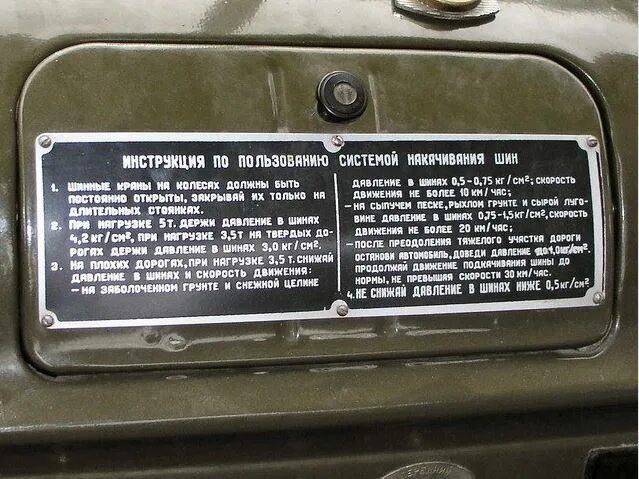 ИНСТРУКЦИЯ ПО ПОЛЬЗОВАНИЮ СИСТЕМОЙ НАКАЧИВАНИЯ ШИН
1. ШИННЫЕ КРАНЫ НА КОЛЕСАХ ДОЛЖНЫ БЫТЬ
ПОСТОЯННО ОТКРЫТЫ, ЗАКРЫВАЙ ИХ ТОЛЬКО НА
ДЛИТЕЛЬНЫХ СТОЯНКАХ.
2. ПРИ НАГРУЗКЕ 5Т. ДЕРЖИ ДАВЛЕНИЕ В ШИНАХ
4,2 КГ/СМ², ПРИ НАГРУЗКЕ 3,5Т НА ТВЕРДЫХ ДО-
РОГАХ ДЕРЖИ ДАВЛЕНИЕ В ШИНАХ 3,0 КГ/СМ².
3. НА ПЛОХИХ ДОРОГАХ, ПРИ НАГРУЗКЕ 3,5Т. СНИЖАЙ
ДАВЛЕНИЕ В ШИНАХ И СКОРОСТЬ ДВИЖЕНИЯ:
– НА ЗАБОЛОЧЕННОМ ГРУНТЕ И СНЕЖНОЙ ЦЕЛИНЕ
ДАВЛЕНИЕ В ШИНАХ 0,5-0,75 КГ/СМ²; СКОРОСТЬ
ДВИЖЕНИЯ НЕ БОЛЕЕ 10 КМ/ЧАС;
– НА СЫПУЧЕМ ПЕСКЕ, РЫХЛОМ ГРУНТЕ И СЫРОЙ ЛУГО-
ВИНЕ ДАВЛЕНИЕ В ШИНАХ 0,75-1,5 КГ/СМ², СКОРОСТЬ
ДВИЖЕНИЯ НЕ БОЛЕЕ 20 КМ/ЧАС;
– ПОСЛЕ ПРЕОДОЛЕНИЯ ТЯЖЕЛОГО УЧАСТКА ДОРОГИ
ОСТАНОВИ АВТОМОБИЛЬ, ДОВЕДИ ДАВЛЕНИЕ ДО 1,0 КГ/СМ²,
ПРОДОЛЖАЙ ДВИЖЕНИЕ ПОДКАЧИВАНИЯ ШИНЫ ДО
НОРМЫ, НЕ ПРЕВЫШАЯ СКОРОСТИ 30 КМ/ЧАС.
4. НЕ СНИЖАЙ ДАВЛЕНИЕ В ШИНАХ НИЖЕ 0,5 КГ/СМ²